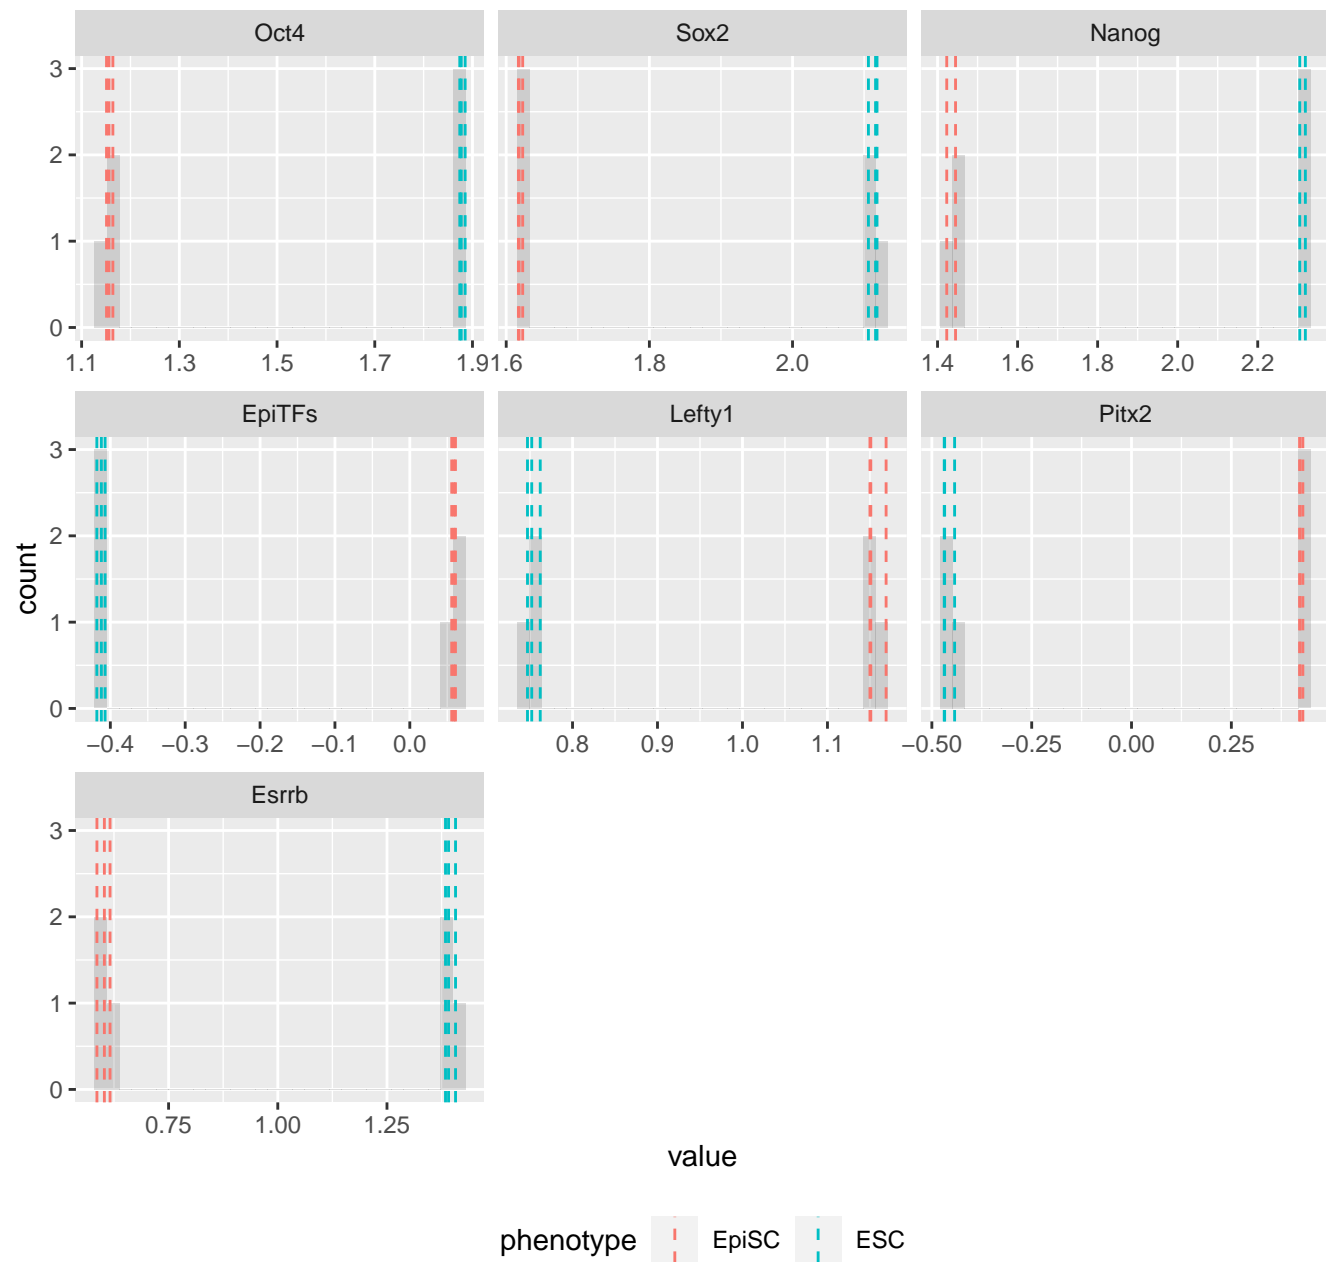 Oct4 Sox2 Nanog
3
2
1
0
1.1 1.3 1.5 1.7 1.9 1.6 1.8 2.0 1.4 1.6 1.8 2.0 2.2
EpiTFs Lefty1 Pitx2
3
2
1
0
−0.4 −0.3 −0.2 −0.1 0.0 0.8 0.9 1.0 1.1 −0.50 −0.25 0.00 0.25
count
Esrrb
3
2
1
0
0.75 1.00 1.25
value
phenotype EpiSC ESC